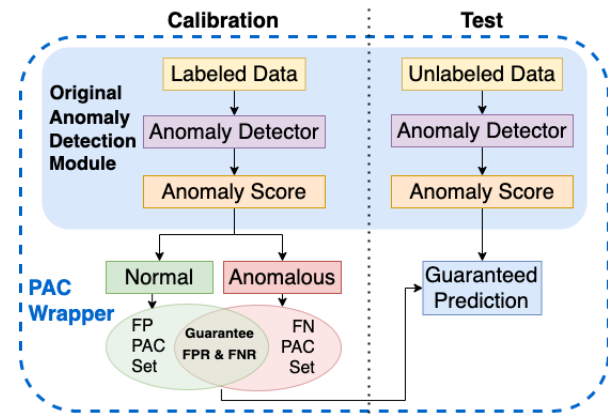 Calibration
Test
Original
Anomaly
Detection
Module
Labeled Data
Anomaly Detector
Anomaly Score
Unlabeled Data
Anomaly Detector
Anomaly Score
PAC
Wrapper
Normal
Anomalous
FP
PAC
Set
Guarantee
FPR & FNR
FN
PAC
Set
Guaranteed
Prediction